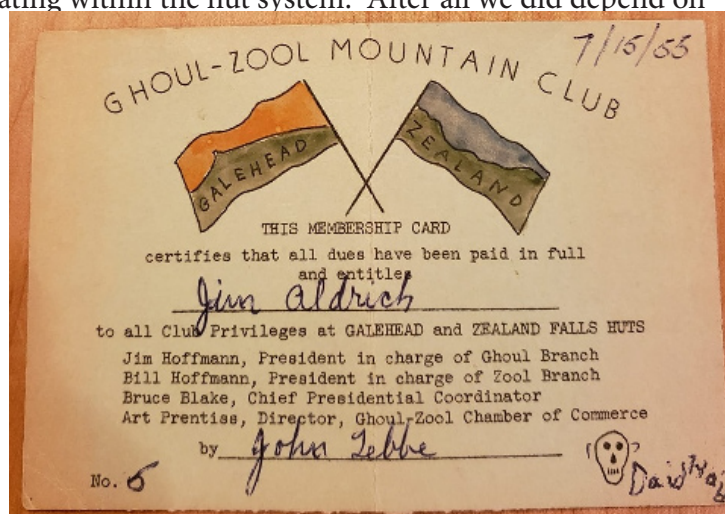 ating within the hut system. After all we did depend on
7/15/55
GHOUL-ZOOL MOUNTAIN CLUB
GALEHEAD
ZEALAND
THIS MEMBERSHIP CARD
certifies that all dues have been paid in full
and entitles
Jim Aldrich
to all Club Privileges at GALEHEAD and ZEALAND FALLS HUTS
Jim Hoffmann, President in charge of Ghoul Branch
Bill Hoffmann, President in charge of Zool Branch
Bruce Blake, Chief Presidential Coordinator
Art Prentiss, Director, Ghoul-Zool Chamber of Commerce
by John Tebbe
No. 5